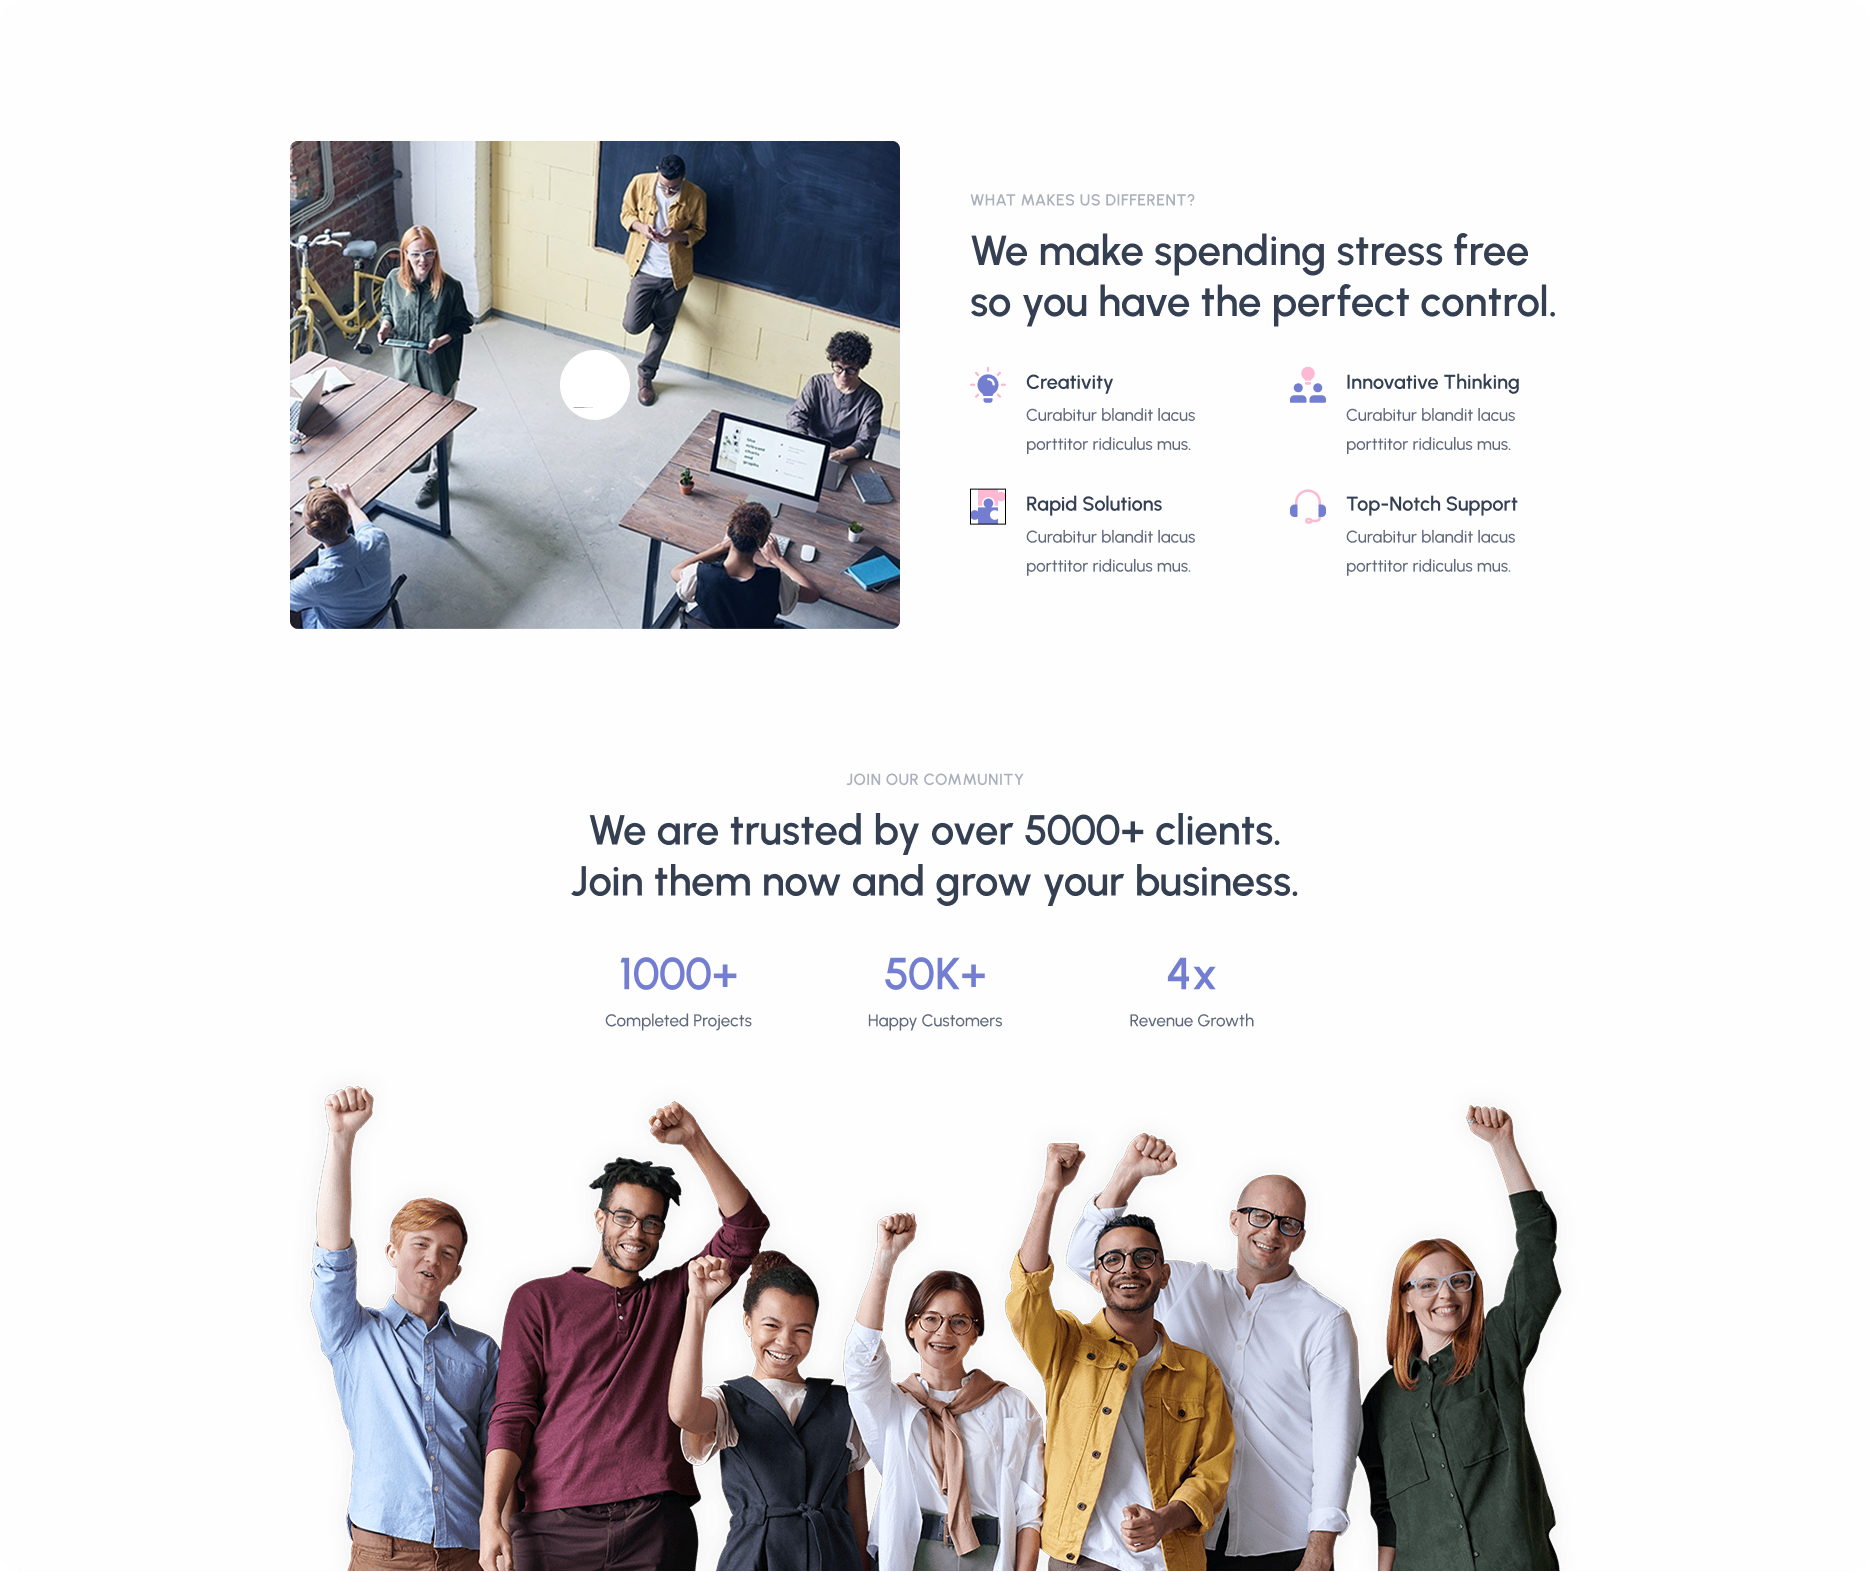 WHAT MAKES US DIFFERENT?
We make spending stress free
so you have the perfect control.
Creativity
Curabitur blandit lacus
porttitor ridiculus mus.
Innovative Thinking
Curabitur blandit lacus
porttitor ridiculus mus.
Rapid Solutions
Curabitur blandit lacus
porttitor ridiculus mus.
Top-Notch Support
Curabitur blandit lacus
porttitor ridiculus mus.
JOIN OUR COMMUNITY
We are trusted by over 5000+ clients.
Join them now and grow your business.
1000+
Completed Projects
50K+
Happy Customers
4x
Revenue Growth